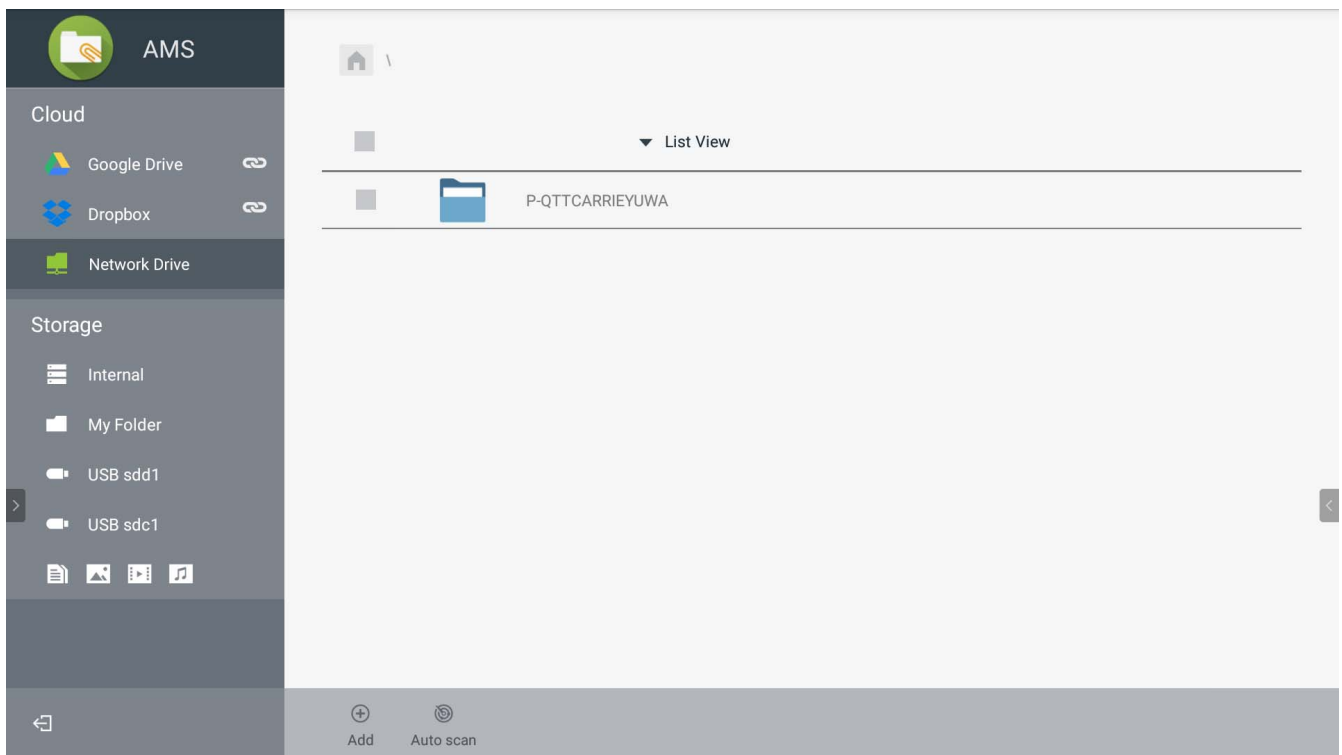 AMS
Cloud
Google Drive
Dropbox
Network Drive
Storage
Internal
My Folder
USB sdd1
USB sdc1
\
List View
P-QTTCARRIEYUWA
Add
Auto scan